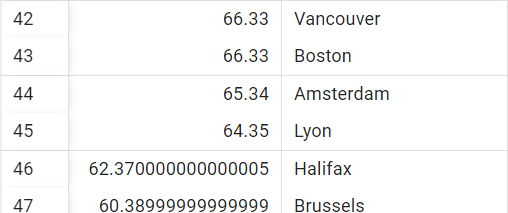 42 66.33 Vancouver
43 66.33 Boston
44 65.34 Amsterdam
45 64.35 Lyon
46 62.370000000000005 Halifax
47 60.38999999999999 Brussels